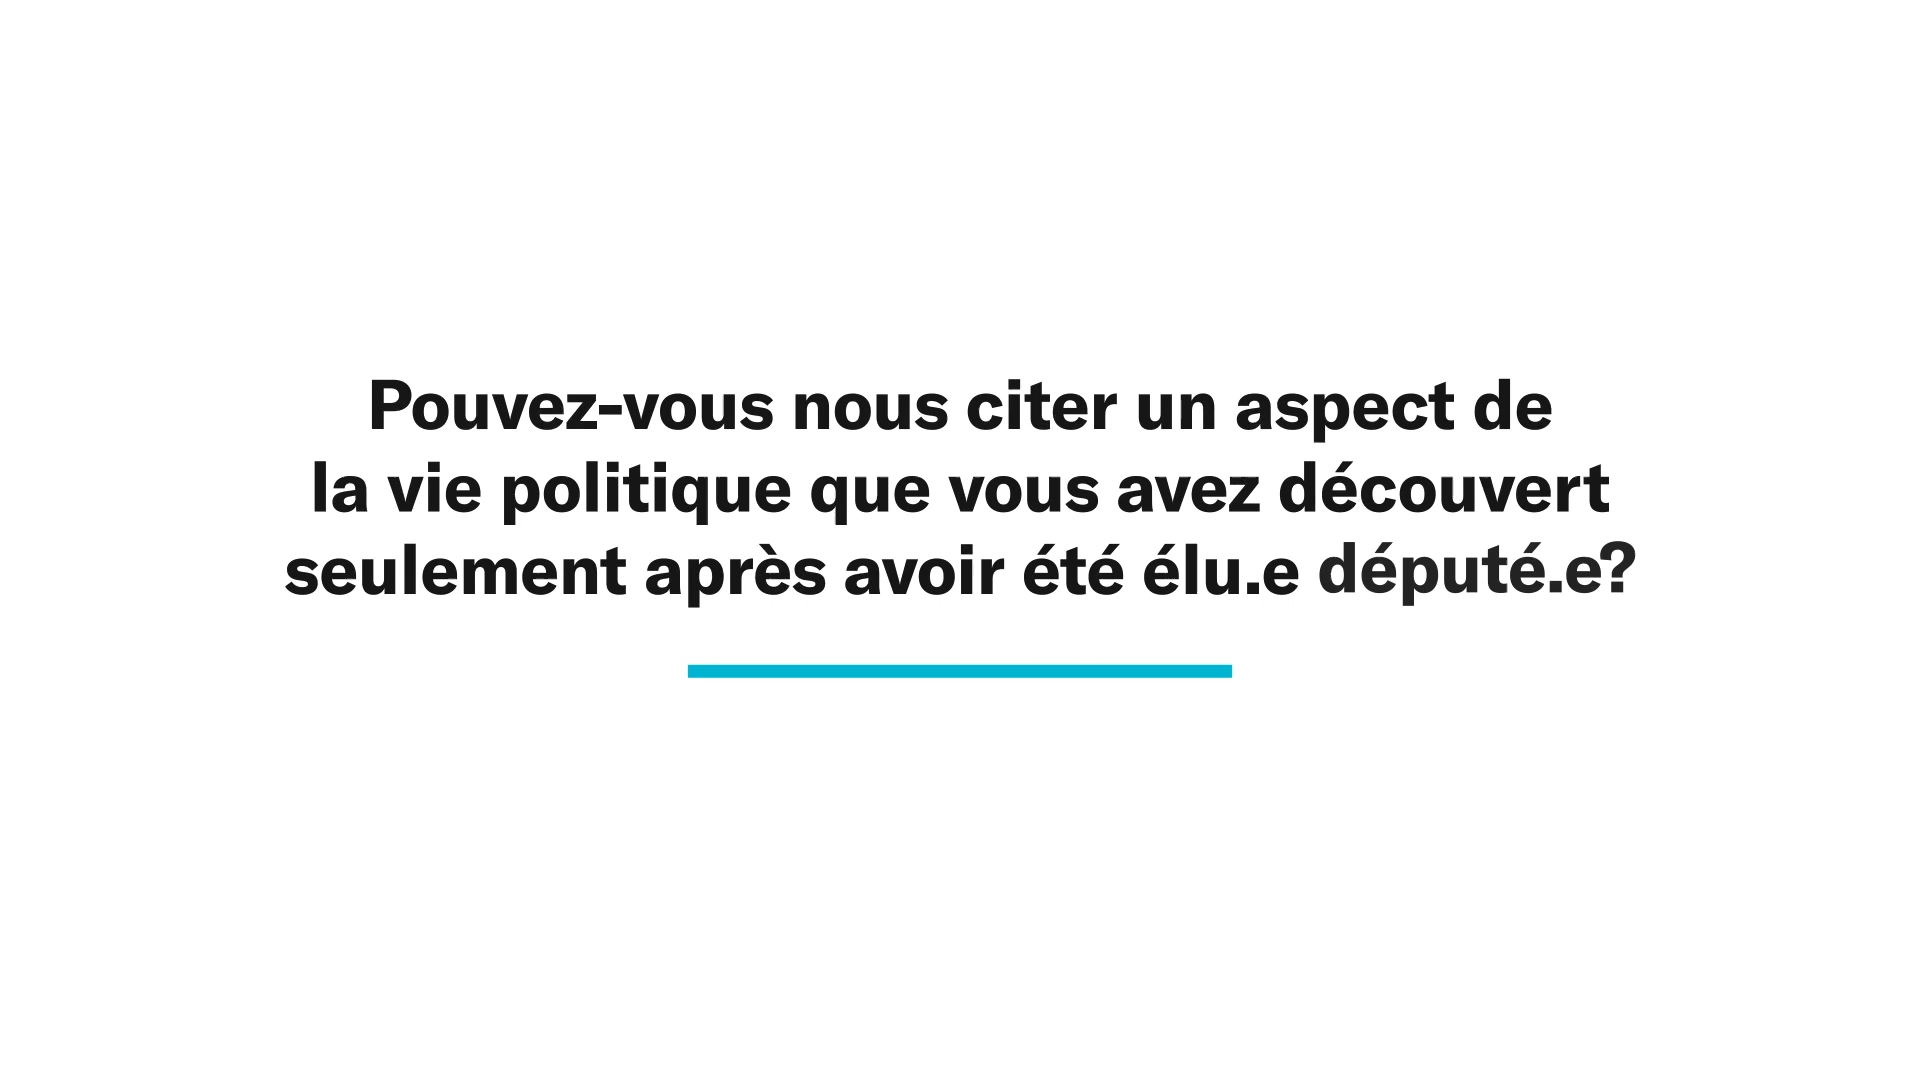 Pouvez-vous nous citer un aspect de
la vie politique que vous avez découvert
seulement après avoir été élu.e député.e?